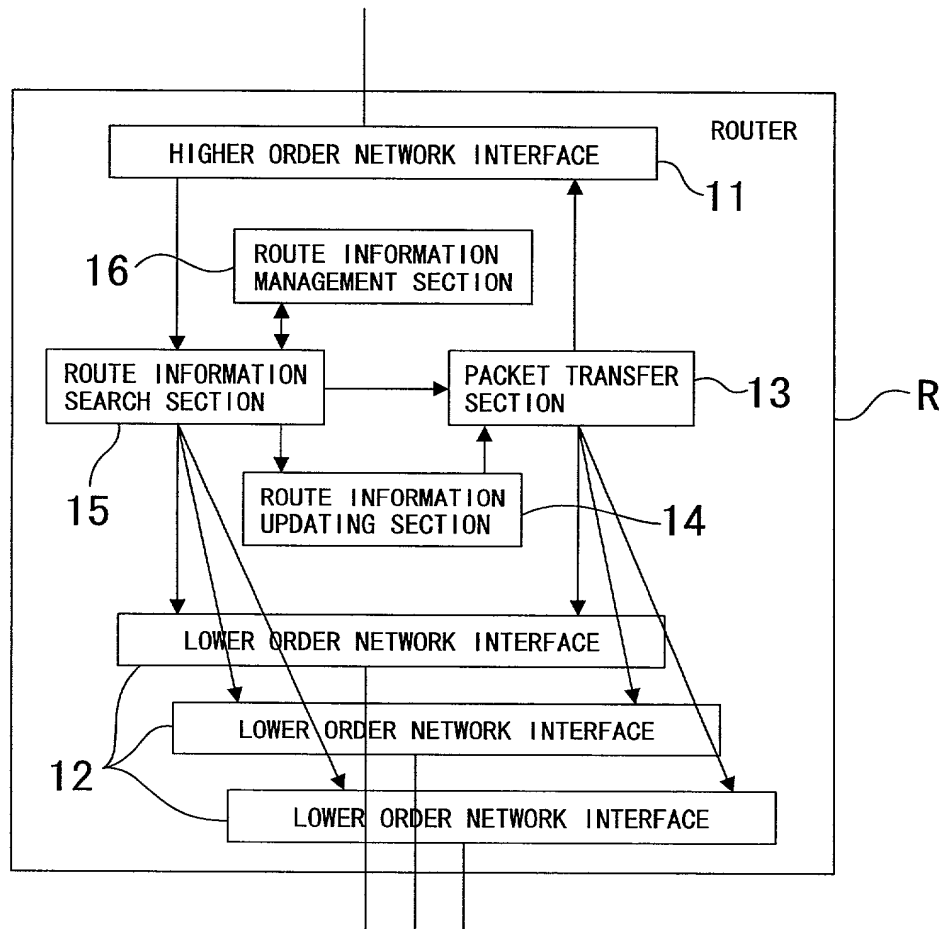 ROUTER
HIGHER ORDER NETWORK INTERFACE
11
16
ROUTE INFORMATION
MANAGEMENT SECTION
ROUTE INFORMATION
SEARCH SECTION
PACKET TRANSFER
SECTION
13
R
15
ROUTE INFORMATION
UPDATING SECTION
14
LOWER ORDER NETWORK INTERFACE
LOWER ORDER NETWORK INTERFACE
12
LOWER ORDER NETWORK INTERFACE